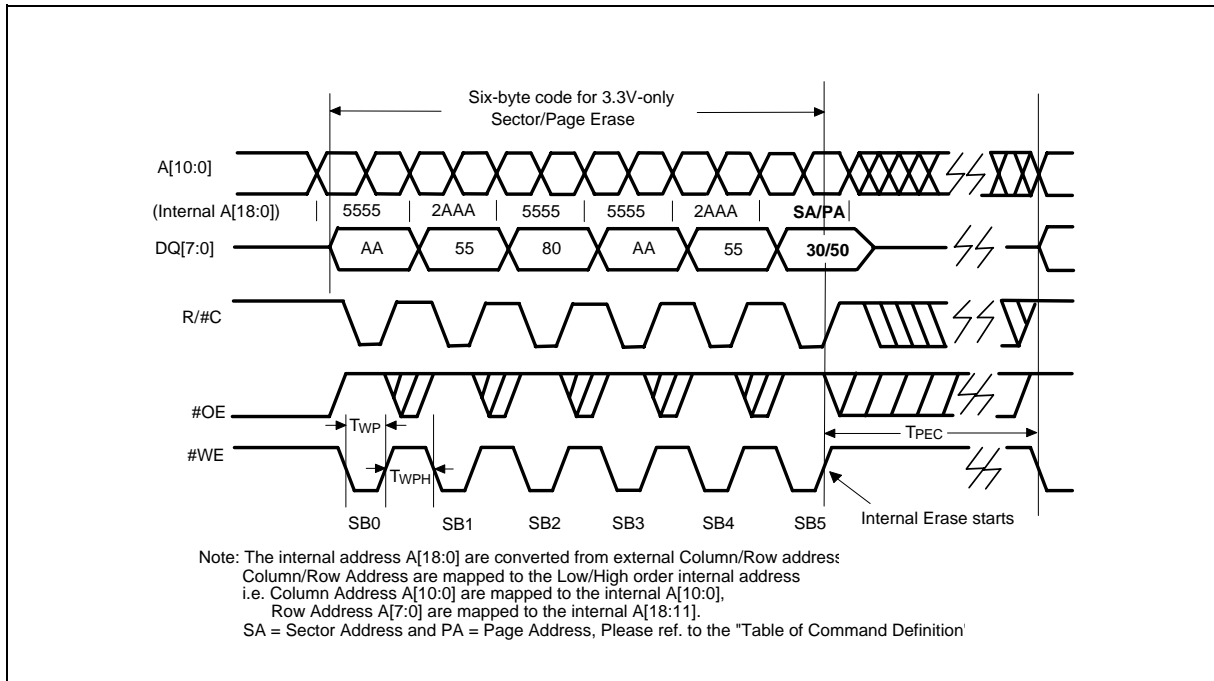 Six-byte code for 3.3V-only
Sector/Page Erase
A[10:0]
(Internal A[18:0])
5555 2AAA 5555 5555 2AAA SA/PA
DQ[7:0]
AA 55 80 AA 55 30/50
R/#C
#OE
TWP
TPEC
#WE
TWPH
Internal Erase starts
SB0 SB1 SB2 SB3 SB4 SB5
Note: The internal address A[18:0] are converted from external Column/Row address
Column/Row Address are mapped to the Low/High order internal address
i.e. Column Address A[10:0] are mapped to the internal A[10:0],
Row Address A[7:0] are mapped to the internal A[18:11].
SA = Sector Address and PA = Page Address, Please ref. to the "Table of Command Definition"